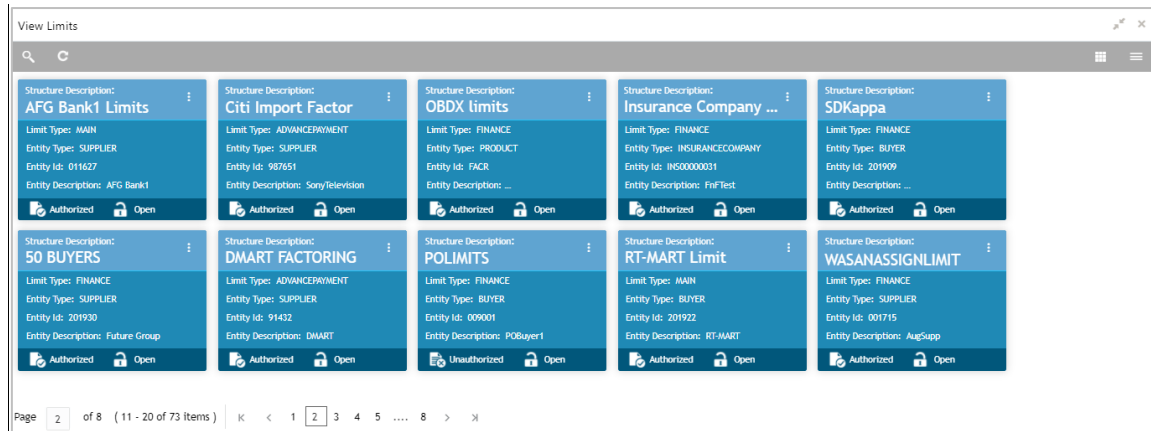 View Limits
Structure Description:
AFG Bank1 Limits
Limit Type: MAIN
Entity Type: SUPPLIER
Entity Id: 011627
Entity Description: AFG Bank1
Authorized Open
Structure Description:
Citi Import Factor
Limit Type: ADVANCEPAYMENT
Entity Type: SUPPLIER
Entity Id: 987651
Entity Description: SonyTelevision
Authorized Open
Structure Description:
OBDX limits
Limit Type: FINANCE
Entity Type: PRODUCT
Entity Id: FACR
Entity Description: ...
Authorized Open
Structure Description:
Insurance Company ...
Limit Type: FINANCE
Entity Type: INSURANCECOMPANY
Entity Id: INS00000031
Entity Description: FnFTest
Authorized Open
Structure Description:
SDKappa
Limit Type: FINANCE
Entity Type: BUYER
Entity Id: 201909
Entity Description: ...
Authorized Open
Structure Description:
50 BUYERS
Limit Type: FINANCE
Entity Type: SUPPLIER
Entity Id: 201930
Entity Description: Future Group
Authorized Open
Structure Description:
DMART FACTORING
Limit Type: ADVANCEPAYMENT
Entity Type: SUPPLIER
Entity Id: 91432
Entity Description: DMART
Authorized Open
Structure Description:
POLIMITS
Limit Type: FINANCE
Entity Type: BUYER
Entity Id: 009001
Entity Description: POBuyer1
Unauthorized Open
Structure Description:
RT-MART Limit
Limit Type: MAIN
Entity Type: BUYER
Entity Id: 201922
Entity Description: RT-MART
Authorized Open
Structure Description:
WASANASSIGNLIMIT
Limit Type: FINANCE
Entity Type: SUPPLIER
Entity Id: 001715
Entity Description: AugSupp
Authorized Open
Page 2 of 8 ( 11 - 20 of 73 items ) 1 2 3 4 5 .... 8